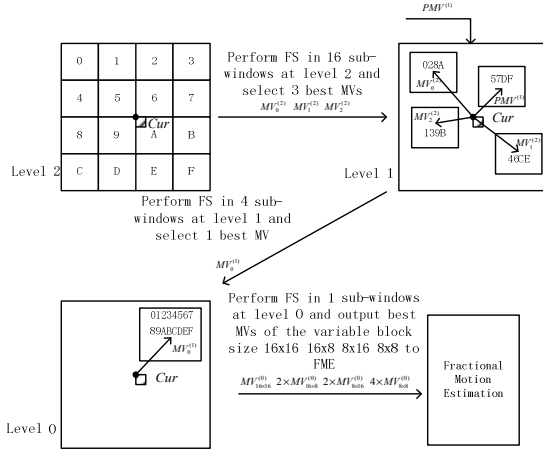 PMV⁽¹⁾
0 1 2 3
4 5 6 7
8 9 A B
C D E F
Cur
Level 2
Perform FS in 16 sub-
windows at level 2 and
select 3 best MVs
MV₀⁽²⁾ MV₁⁽²⁾ MV₂⁽²⁾
028A
MV₀⁽²⁾
57DF
PMV⁽¹⁾
MV₂⁽²⁾
139B
Cur
MV₁⁽²⁾
46CE
Level 1
Perform FS in 4 sub-
windows at level 1 and
select 1 best MV
MV₀⁽¹⁾
01234567
89ABCDEF
MV₀⁽¹⁾
Cur
Level 0
Perform FS in 1 sub-windows
at level 0 and output best
MVs of the variable block
size 16x16 16x8 8x16 8x8 to
FME
MV₁₆ₓ₁₆⁽⁰⁾ 2×MV₁₆ₓ₈⁽⁰⁾ 2×MV₈ₓ₁₆⁽⁰⁾ 4×MV₈ₓ₈⁽⁰⁾
Fractional
Motion
Estimation